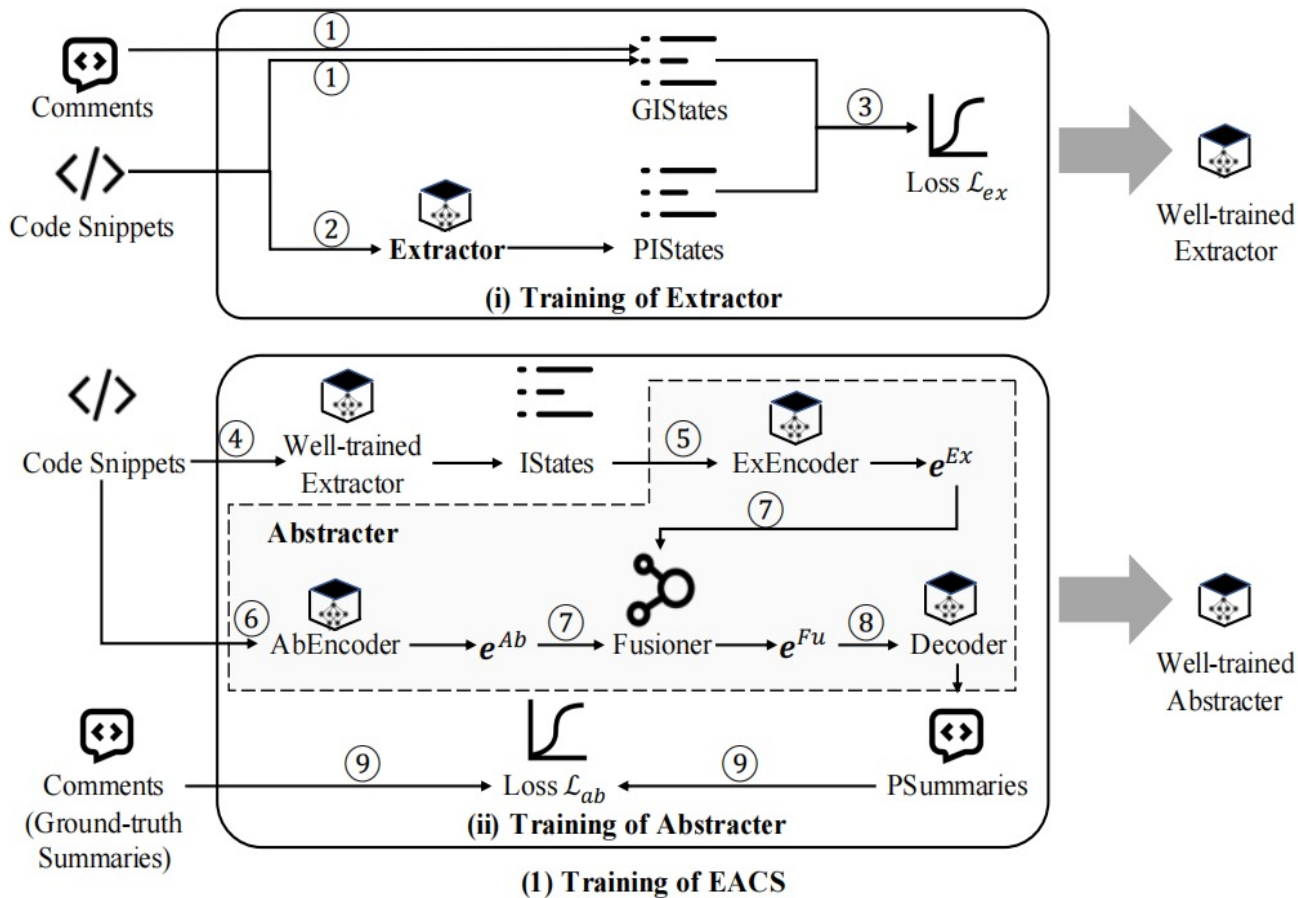 ①
①
Comments
GIStates
③
Loss ℒ_ex
Code Snippets
②
Extractor
PIStates
Well-trained
Extractor
(i) Training of Extractor
Code Snippets
④
Well-trained
Extractor
IStates
⑤
ExEncoder
e^Ex
⑦
Abstracter
⑥
AbEncoder
e^Ab
⑦
Fusioner
e^Fu
⑧
Decoder
Well-trained
Abstracter
Comments
(Ground-truth
Summaries)
⑨
Loss ℒ_ab
⑨
PSummaries
(ii) Training of Abstracter
(1) Training of EACS